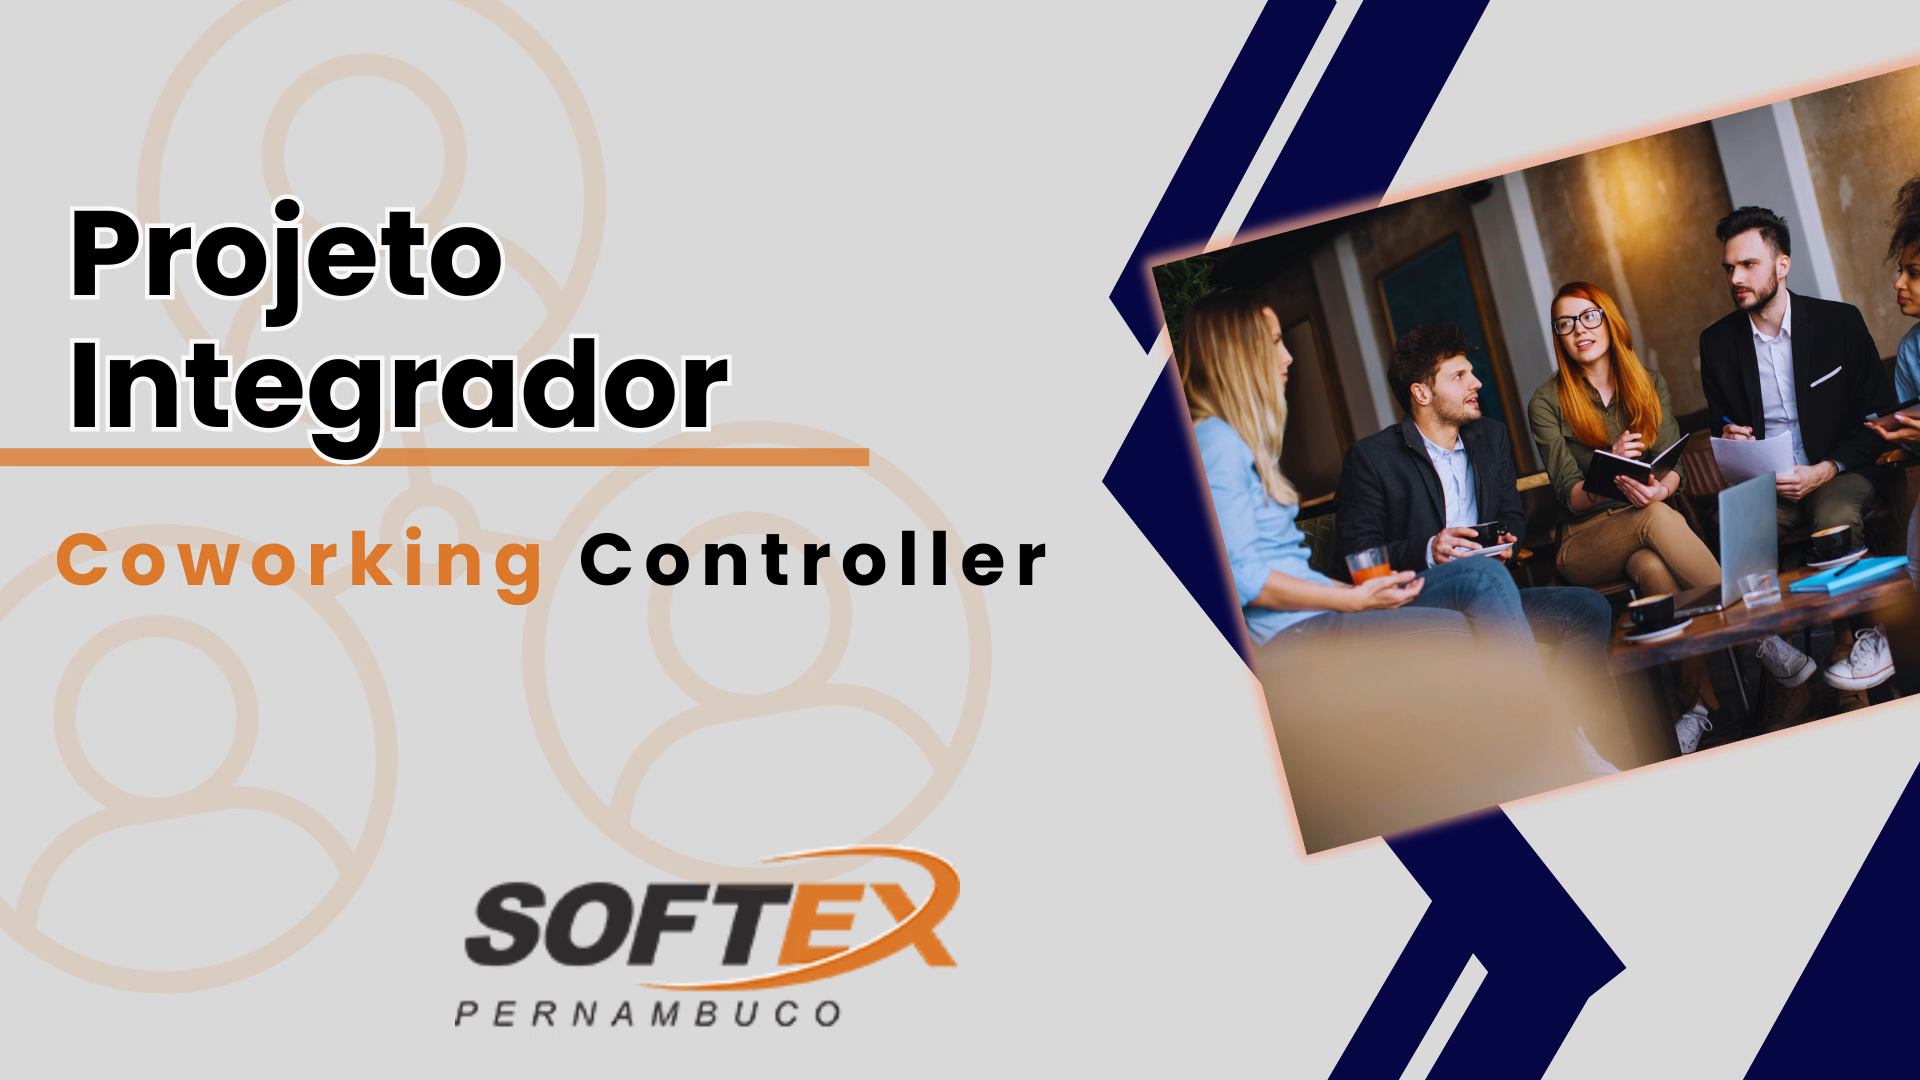 Projeto
Integrador
Coworking Controller
SOFTEX
PERNAMBUCO